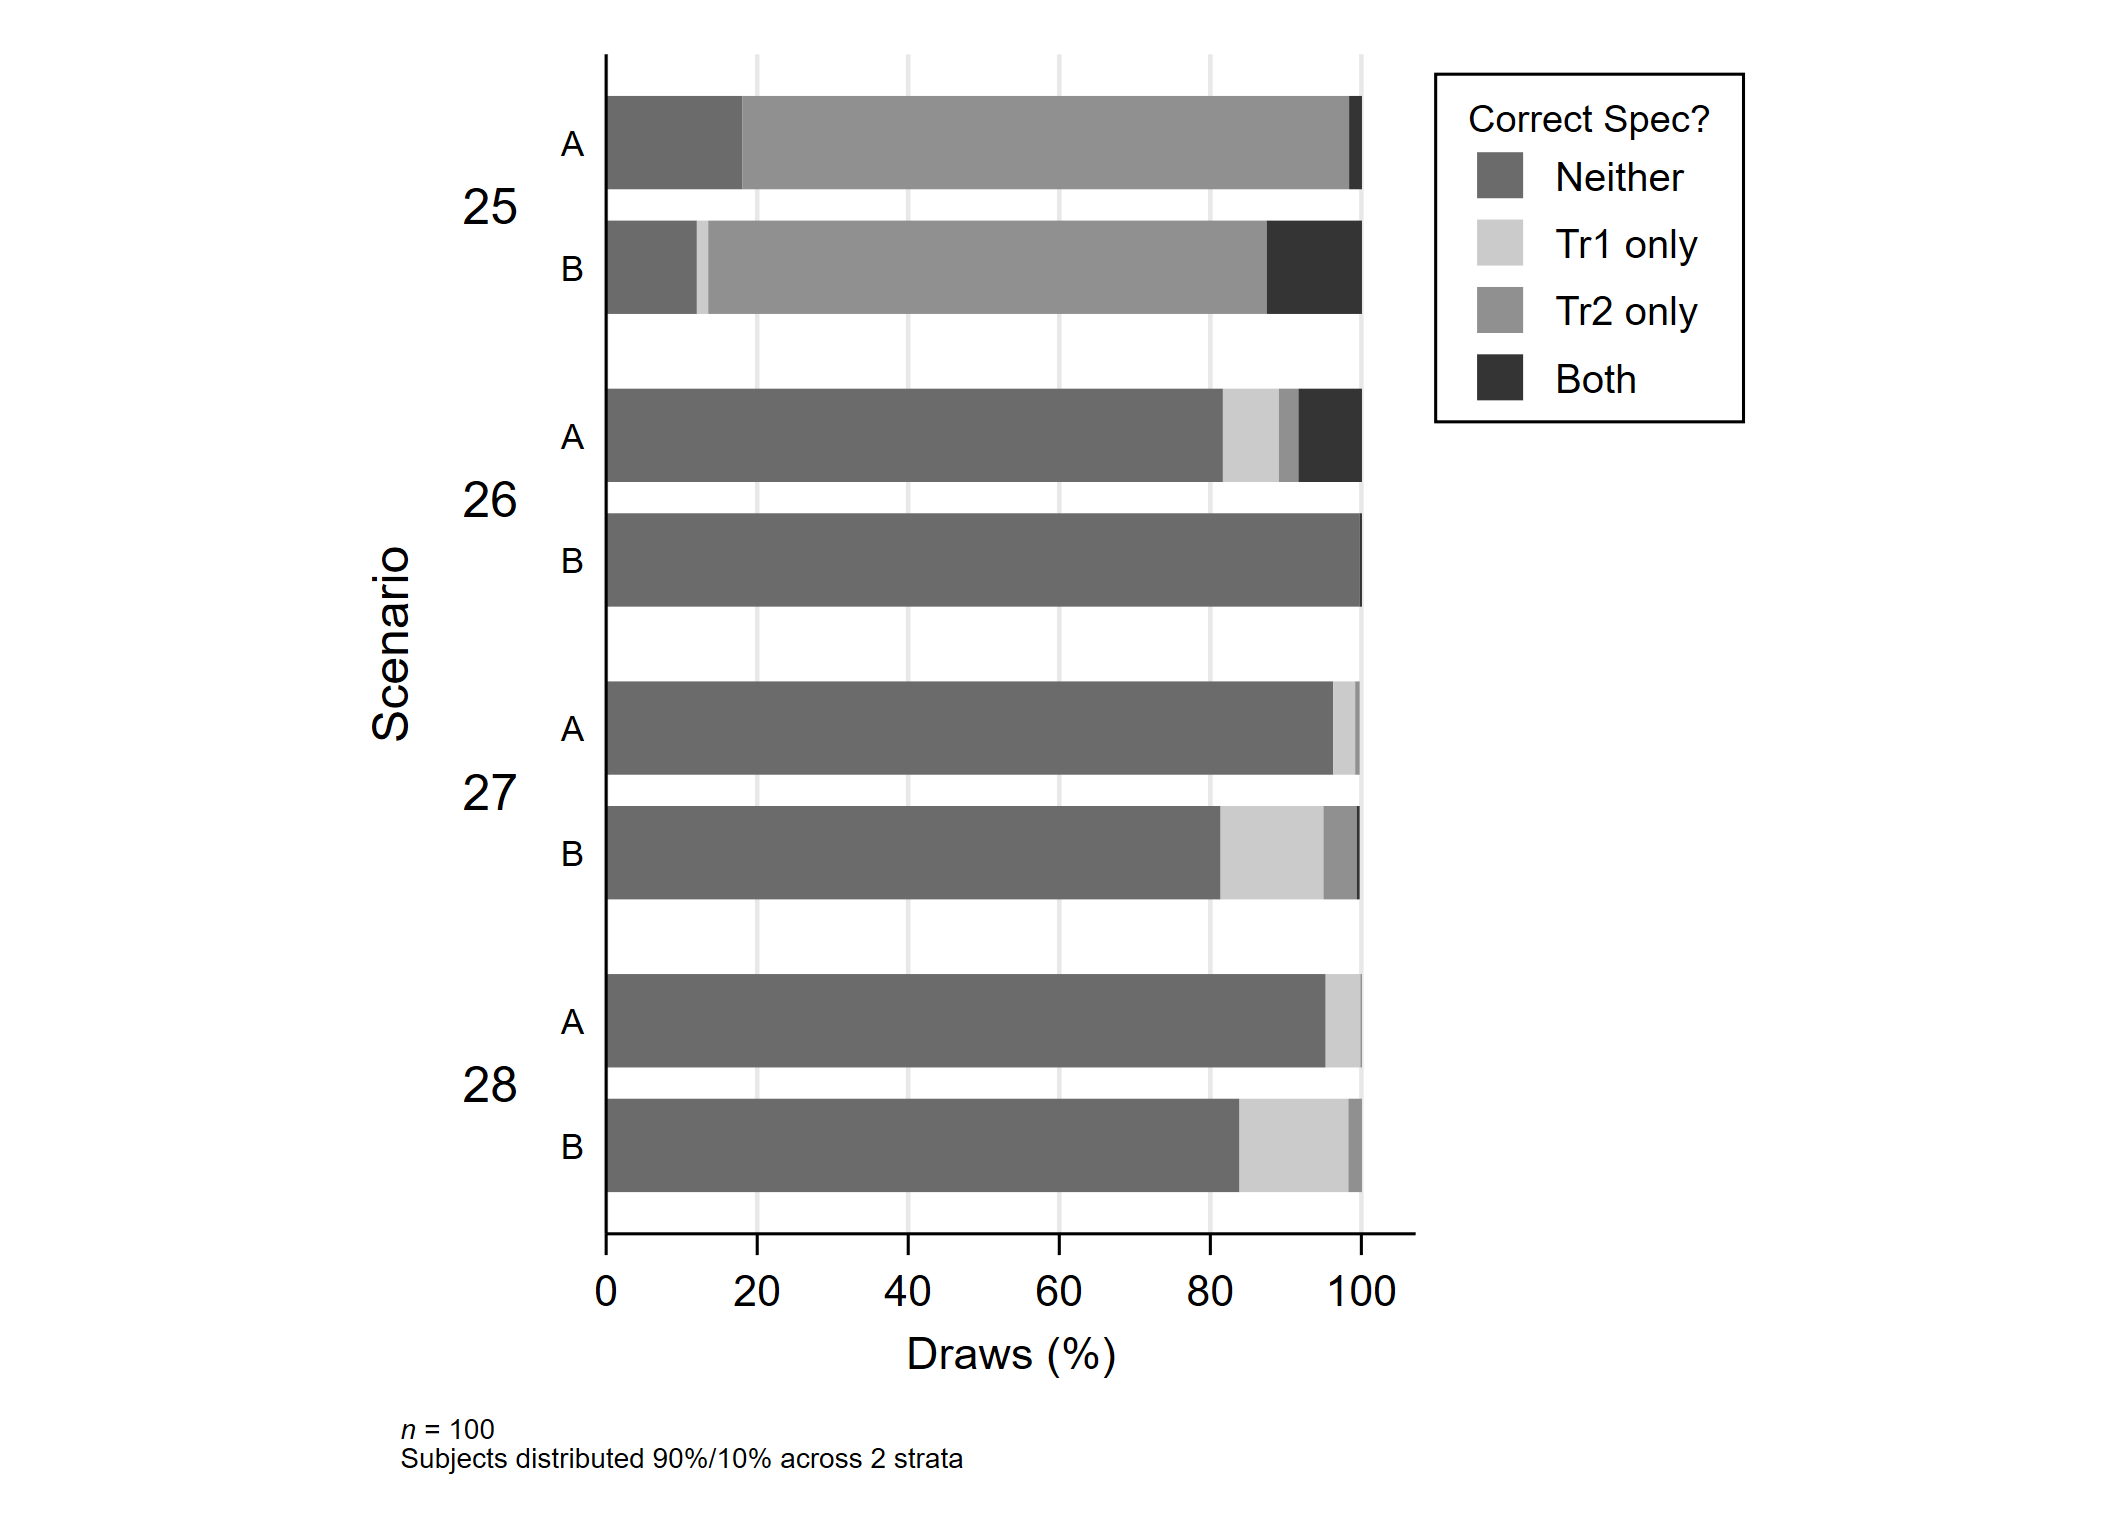 Correct Spec?
Neither
Tr1 only
Tr2 only
Both
Scenario
25
A
B
26
A
B
27
A
B
28
A
B
0 20 40 60 80 100
Draws (%)
n = 100
Subjects distributed 90%/10% across 2 strata